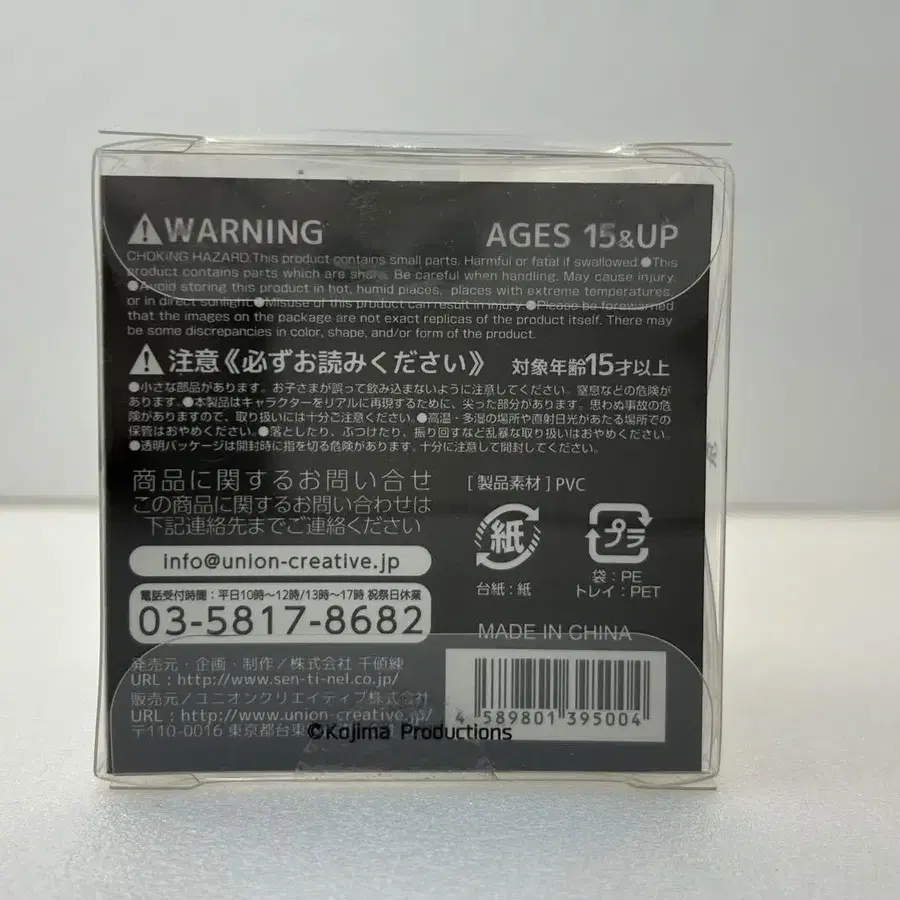 WARNING
AGES 15&UP
CHOKING HAZARD:This product contains small parts. Harmful or fatal if swallowed.●This
product contains parts which are sharp. Be careful when handling. May cause injury.
●Avoid storing this product in hot, humid places, places with extreme temperatures
or in direct sunlight.●Misuse of this product can result in injury.●Please be forewarned
that the images on the package are not exact replicas of the product itself. There may
be some discrepancies in color, shape, and/or form of the product.
注意《必ずお読みください》 対象年齢15才以上
●小さな部品があります。お子さまが誤って飲み込まないように注意してください。窒息などの危険が
あります。●本製品はキャラクターをリアルに再現するために、尖った部分があります。思わぬ事故の危
険がありますので、取り扱いには十分ご注意ください。●高温・多湿の場所や直射日光があたる場所での
保管はおやめください。●落としたり、ぶつけたり、振り回すなど乱暴な取り扱いはおやめください。
●透明パッケージは開封時に指を切る危険があります。十分に注意して開封してください。
商品に関するお問い合せ
この商品に関するお問い合わせは
下記連絡先までご連絡ください
info@union-creative.jp
電話受付時間：平日10時～12時/13時～17時 祝祭日休業
03-5817-8682
[製品素材]PVC
紙
プラ
台紙：紙
袋：PE
トレイ：PET
MADE IN CHINA
発売元・企画・制作／株式会社 千値練
URL：http://www.sen-ti-nel.co.jp/
販売元／ユニオンクリエイティブ株式会社
URL：http://www.union-creative.jp/
〒110-0016 東京都台東
©Kojima Productions
4 589801 395004